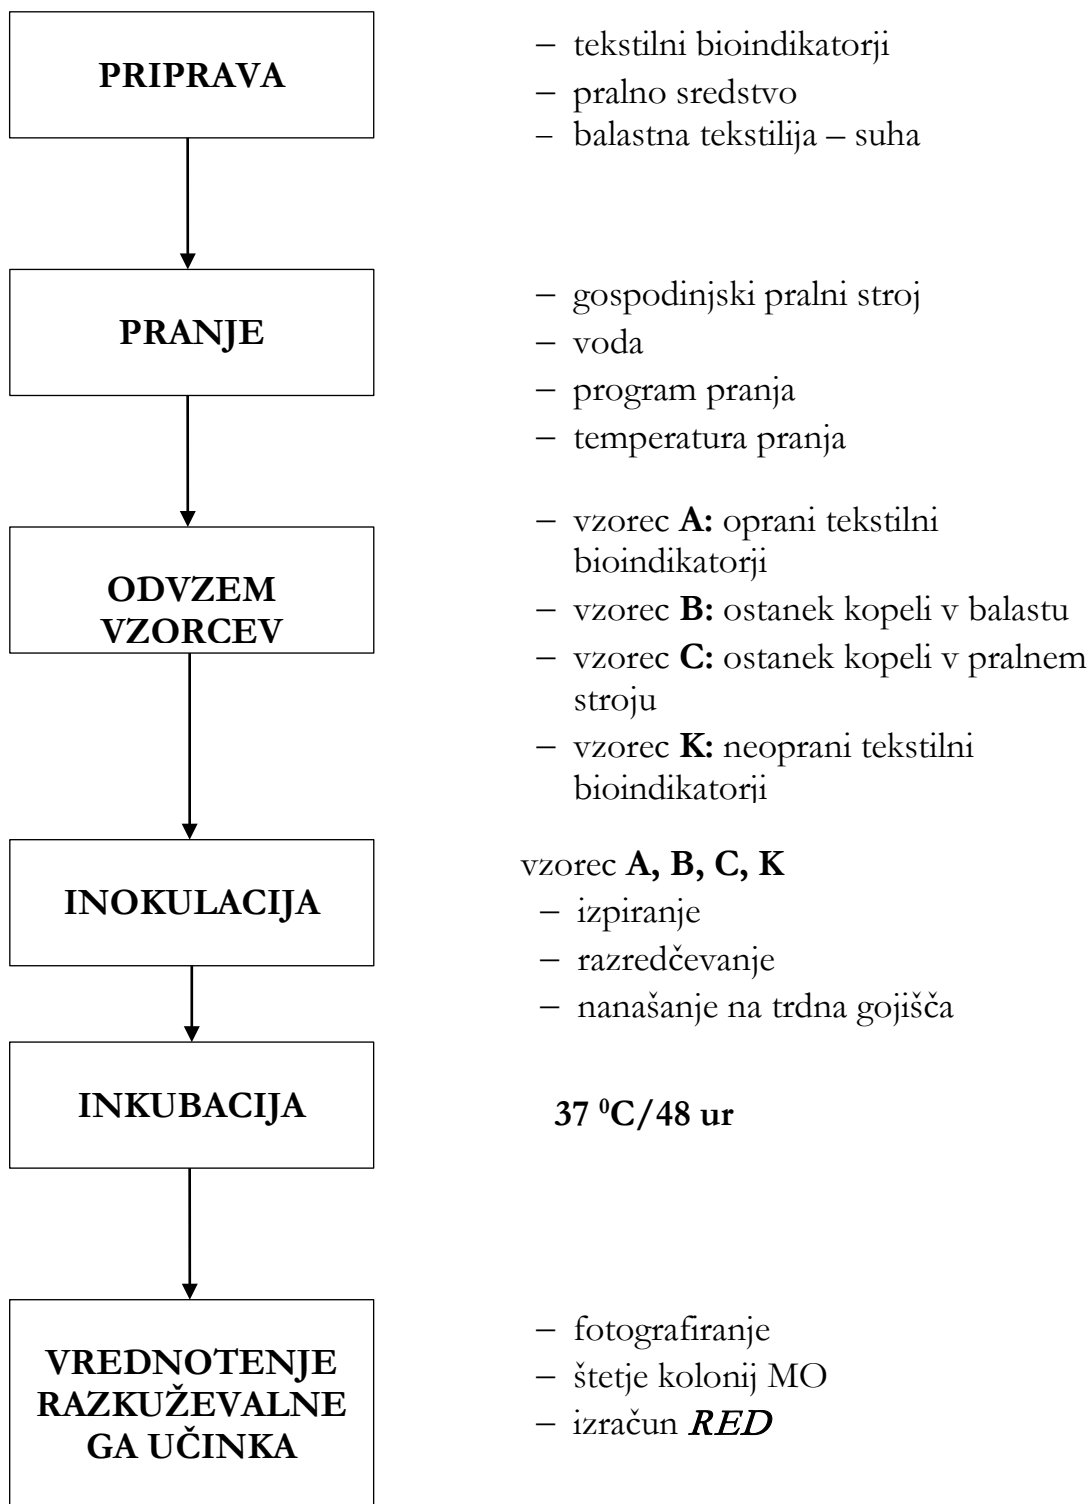 PRIPRAVA
– tekstilni bioindikatorji
– pralno sredstvo
– balastna tekstilija – suha
PRANJE
– gospodinjski pralni stroj
– voda
– program pranja
– temperatura pranja
ODVZEM
VZORCEV
– vzorec A: oprani tekstilni
bioindikatorji
– vzorec B: ostanek kopeli v balastu
– vzorec C: ostanek kopeli v pralnem
stroju
– vzorec K: neoprani tekstilni
bioindikatorji
INOKULACIJA
vzorec A, B, C, K
– izpiranje
– razredčevanje
– nanašanje na trdna gojišča
INKUBACIJA
37 ⁰C/48 ur
VREDNOTENJE
RAZKUŽEVALNE
GA UČINKA
– fotografiranje
– štetje kolonij MO
– izračun RED